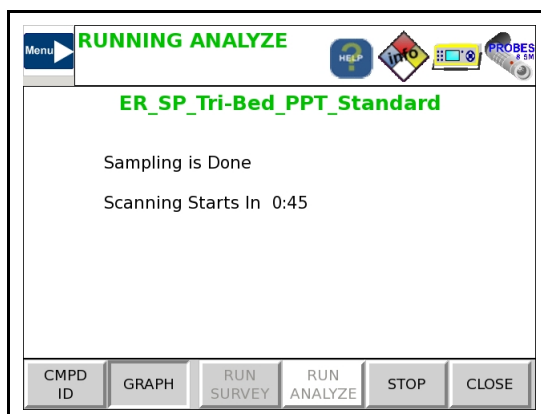 Menu
RUNNING ANALYZE
HELP
info
PROBES
& SM
ER_SP_Tri-Bed_PPT_Standard
Sampling is Done
Scanning Starts In 0:45
CMPD
ID
GRAPH
RUN
SURVEY
RUN
ANALYZE
STOP
CLOSE